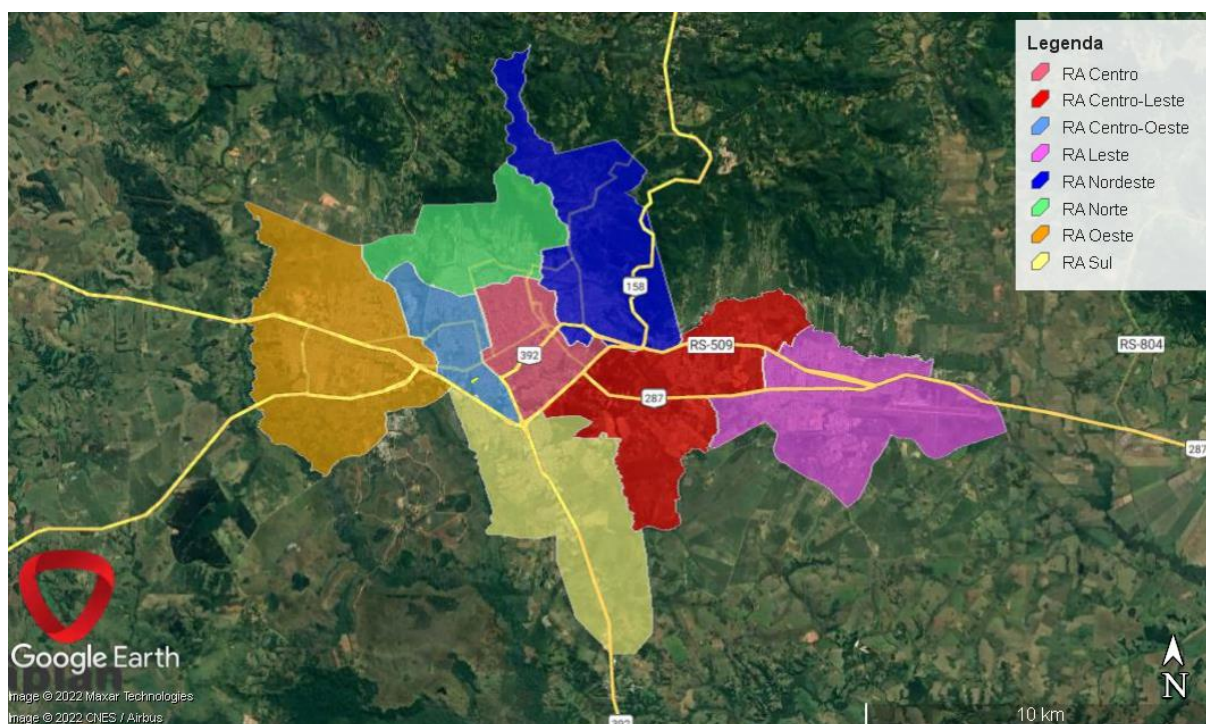 Legenda
RA Centro
RA Centro-Leste
RA Centro-Oeste
RA Leste
RA Nordeste
RA Norte
RA Oeste
RA Sul
158
392
RS-509
RS-804
287
287
Google Earth
Image © 2022 Maxar Technologies
Image © 2022 CNES / Airbus
392
10 km
N